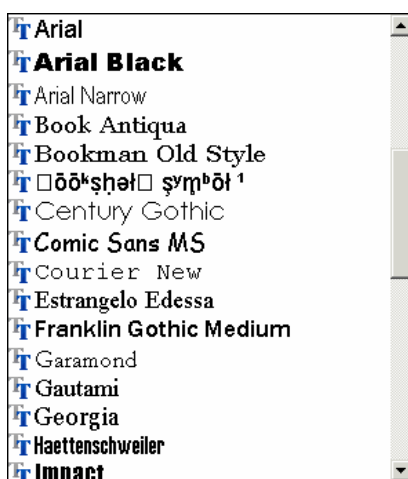 Arial
Arial Black
Arial Narrow
Book Antiqua
Bookman Old Style
Century Gothic
Comic Sans MS
Courier New
Estrangelo Edessa
Franklin Gothic Medium
Garamond
Gautami
Georgia
Haettenschweiler
Impact